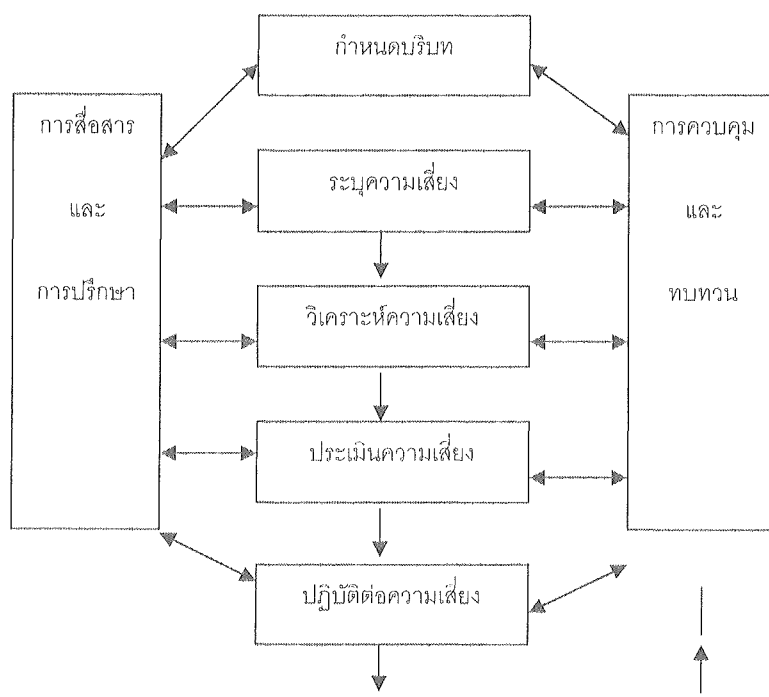 กำหนดบริบท
การสื่อสาร
และ
การปรึกษา
ระบุความเสี่ยง
วิเคราะห์ความเสี่ยง
ประเมินความเสี่ยง
ปฏิบัติต่อความเสี่ยง
การควบคุม
และ
ทบทวน